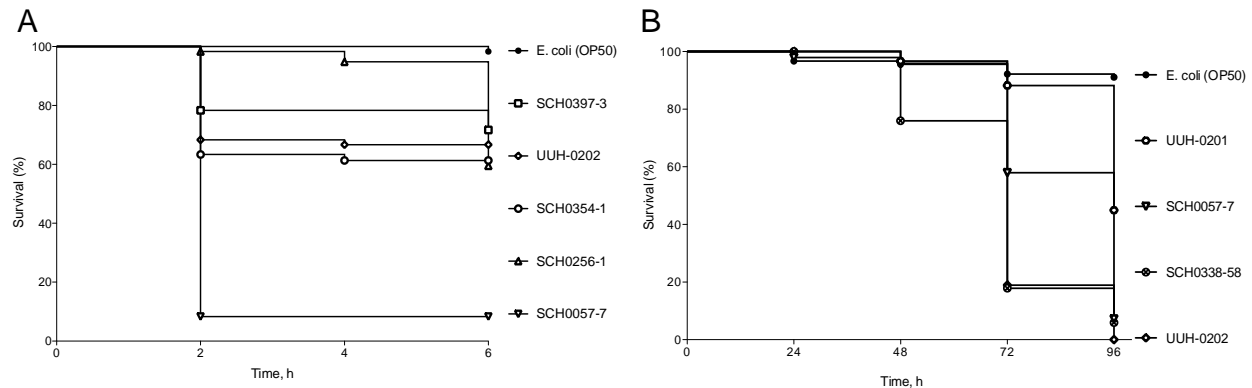 A
B
100
80
60
40
20
0
Survival (%)
0
2
4
6
Time, h
E. coli (OP50)
SCH0397-3
UUH-0202
SCH0354-1
SCH0256-1
SCH0057-7
100
80
60
40
20
0
Survival (%)
0
24
48
72
96
Time, h
E. coli (OP50)
UUH-0201
SCH0057-7
SCH0338-58
UUH-0202